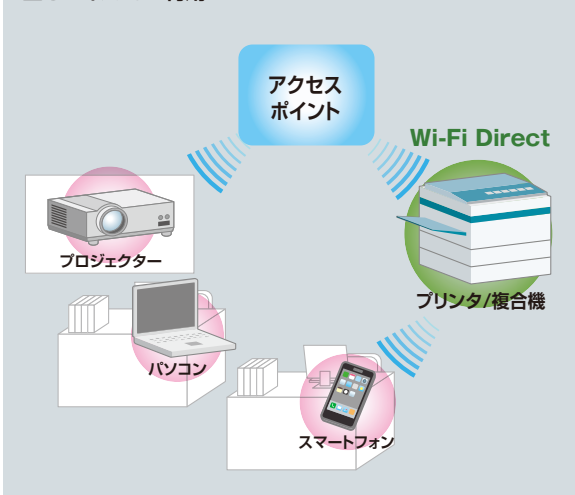 アクセス
ポイント
Wi-Fi Direct
プロジェクター
プリンタ/複合機
パソコン
スマートフォン